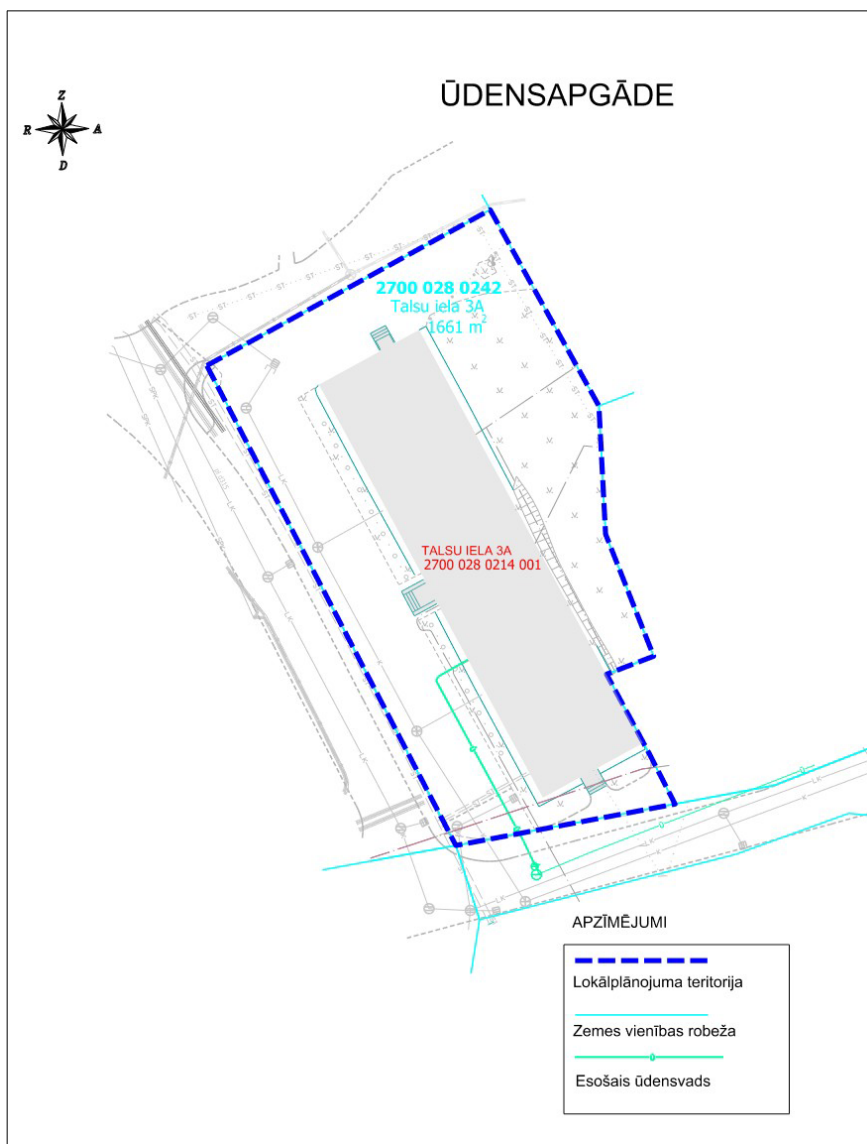 ŪDENSAPGĀDE
Z
R A
D
2700 028 0242
Talsu iela 3A
1661 m²
TALSU IELA 3A
2700 028 0214 001
APZĪMĒJUMI
Lokālplānojuma teritorija
Zemes vienības robeža
Esošais ūdensvads